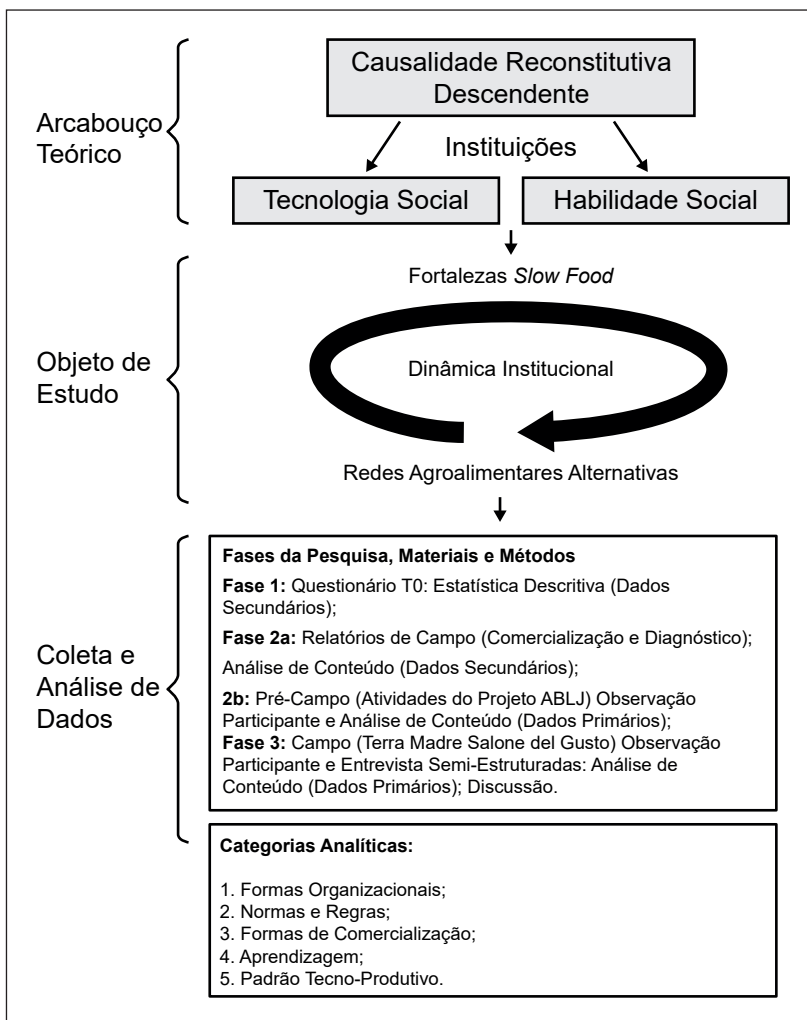 Arcabouço
Teórico
Causalidade Reconstitutiva
Descendente
Instituições
Tecnologia Social
Habilidade Social
Objeto de
Estudo
Fortalezas Slow Food
Dinâmica Institucional
Redes Agroalimentares Alternativas
Coleta e
Análise de
Dados
Fases da Pesquisa, Materiais e Métodos
Fase 1: Questionário T0: Estatística Descritiva (Dados
Secundários);
Fase 2a: Relatórios de Campo (Comercialização e Diagnóstico);
Análise de Conteúdo (Dados Secundários);
2b: Pré-Campo (Atividades do Projeto ABLJ) Observação
Participante e Análise de Conteúdo (Dados Primários);
Fase 3: Campo (Terra Madre Salone del Gusto) Observação
Participante e Entrevista Semi-Estruturadas: Análise de
Conteúdo (Dados Primários); Discussão.
Categorias Analíticas:
1. Formas Organizacionais;
2. Normas e Regras;
3. Formas de Comercialização;
4. Aprendizagem;
5. Padrão Tecno-Produtivo.